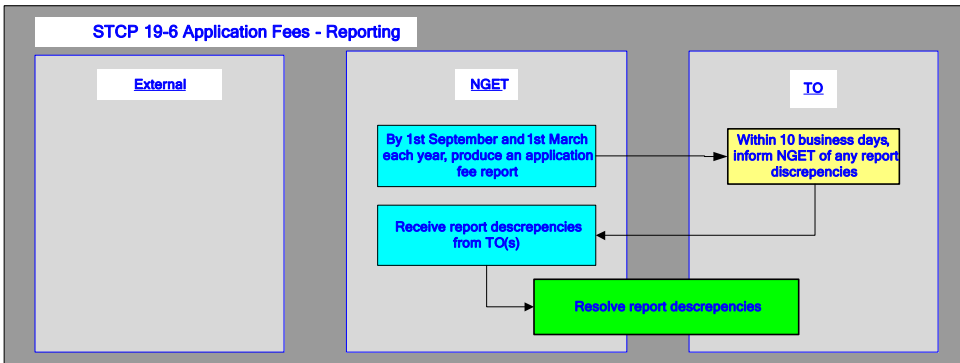 STCP 19-6 Application Fees - Reporting
External
NGET
TO
By 1st September and 1st March
each year, produce an application
fee report
Within 10 business days,
inform NGET of any report
discrepencies
Receive report descrepencies
from TO(s)
Resolve report descrepencies